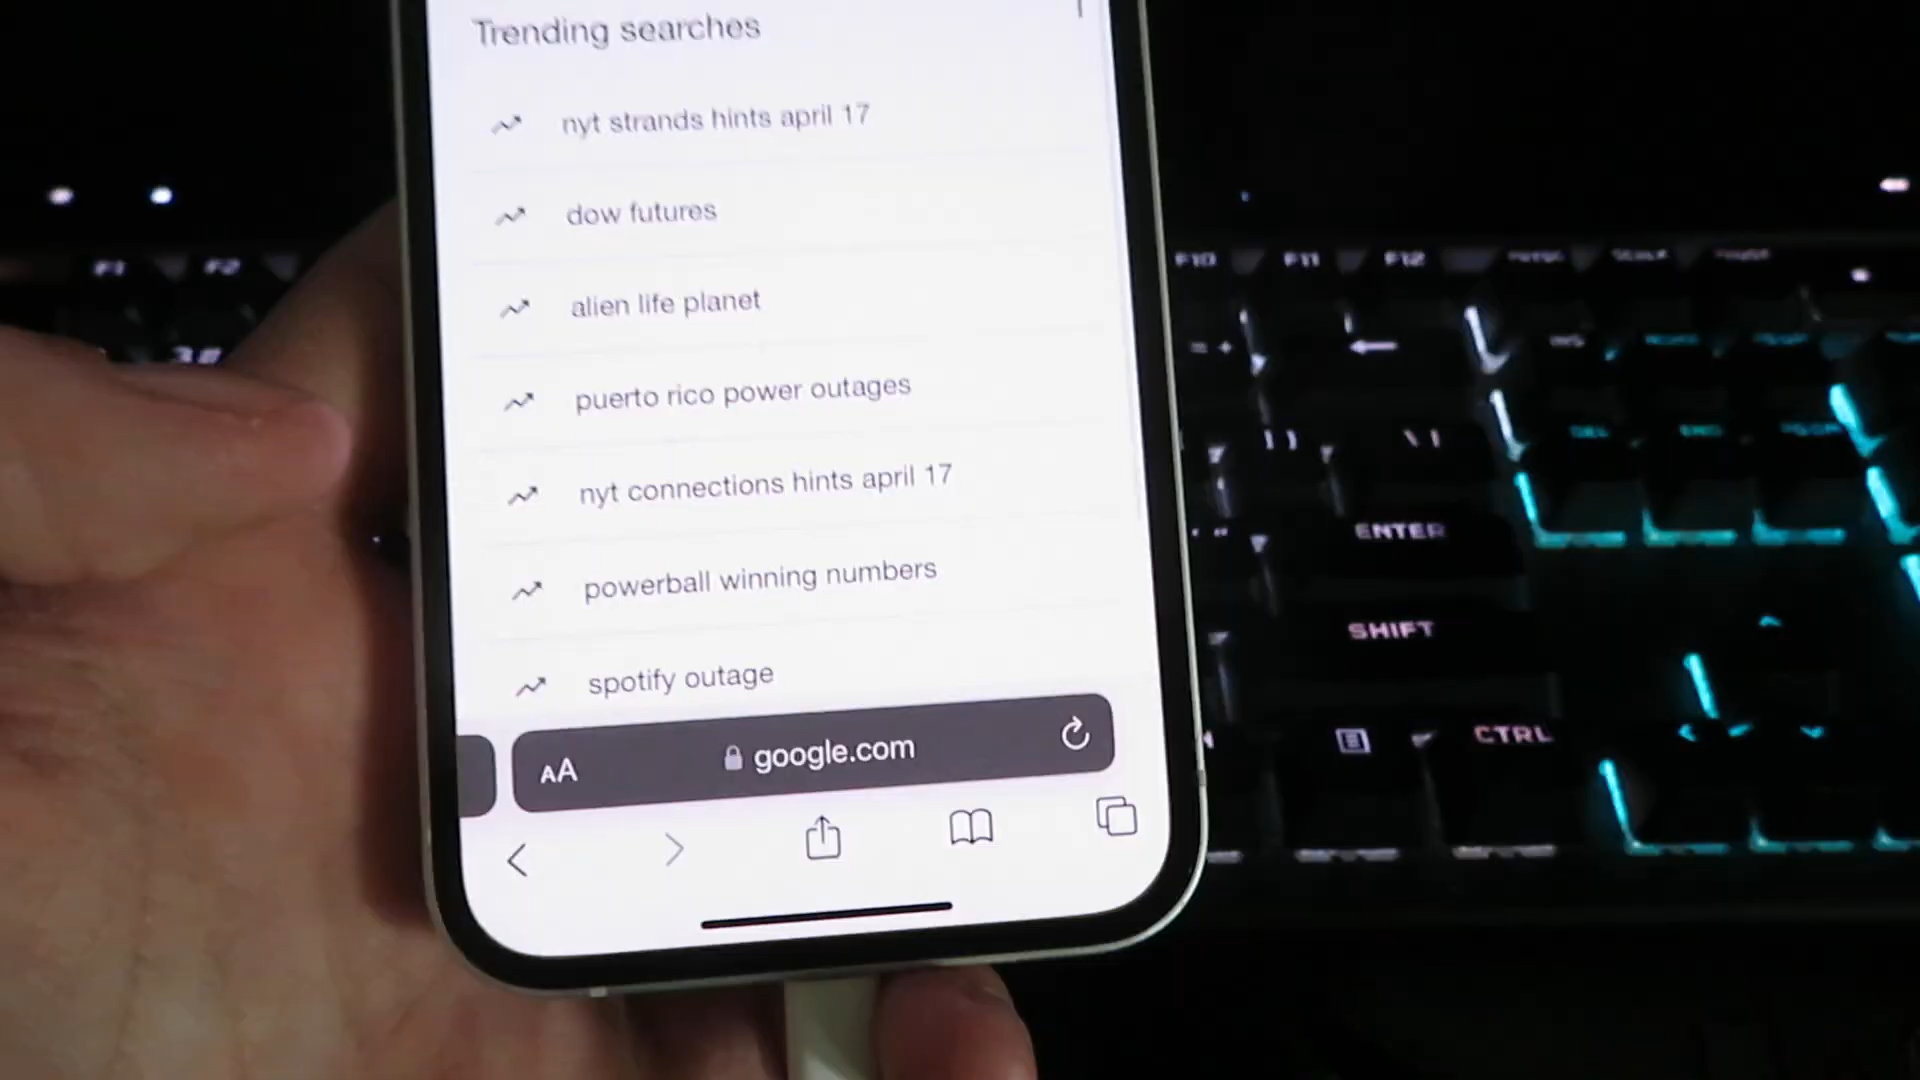 Trending searches
nyt strands hints april 17
dow futures
alien life planet
puerto rico power outages
nyt connections hints april 17
powerball winning numbers
spotify outage
AA google.com
F1 F2
F10 F11 F12
= +
\ |
ENTER
SHIFT
CTRL